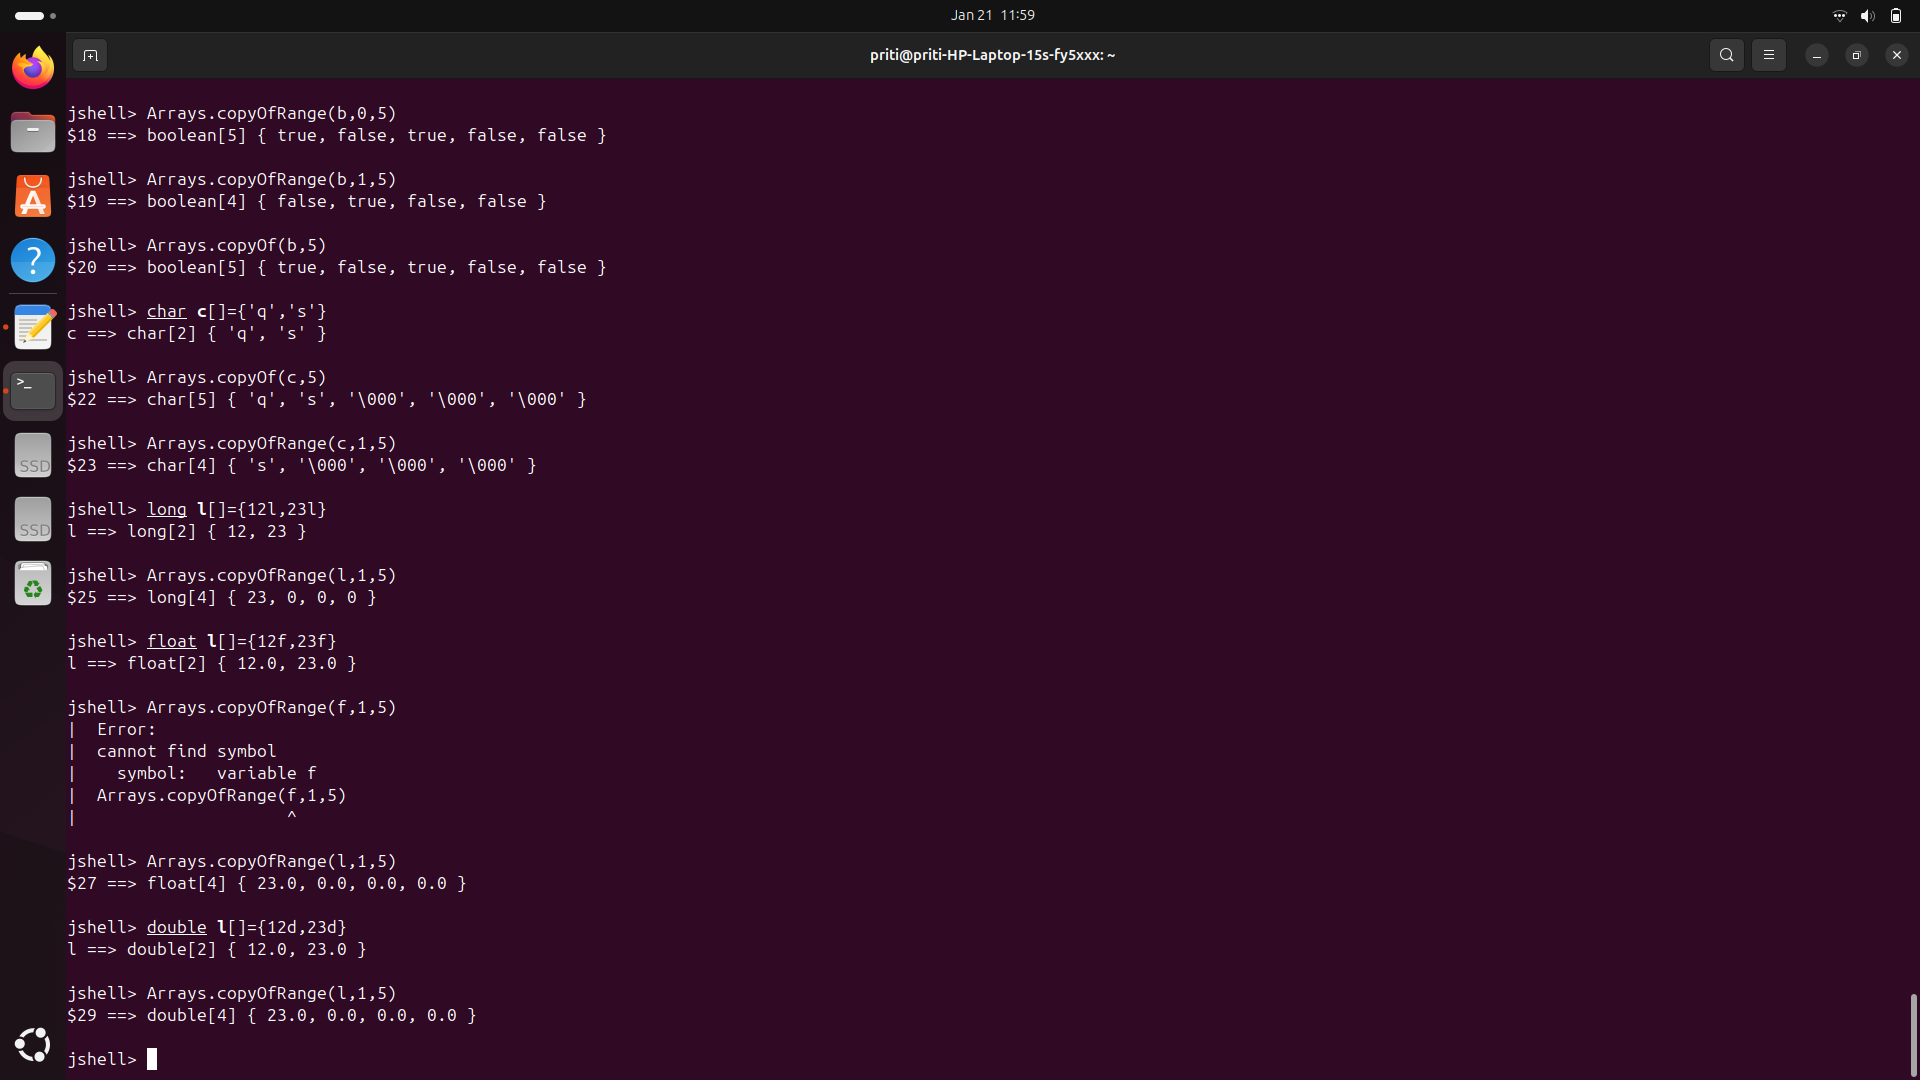 Jan 21 11:59
priti@priti-HP-Laptop-15s-fy5xxx: ~
jshell> Arrays.copyOfRange(b,0,5)
$18 ==> boolean[5] { true, false, true, false, false }
jshell> Arrays.copyOfRange(b,1,5)
$19 ==> boolean[4] { false, true, false, false }
jshell> Arrays.copyOf(b,5)
$20 ==> boolean[5] { true, false, true, false, false }
jshell> char c[]={'q','s'}
c ==> char[2] { 'q', 's' }
jshell> Arrays.copyOf(c,5)
$22 ==> char[5] { 'q', 's', '\000', '\000', '\000' }
jshell> Arrays.copyOfRange(c,1,5)
$23 ==> char[4] { 's', '\000', '\000', '\000' }
jshell> long l[]={12l,23l}
l ==> long[2] { 12, 23 }
jshell> Arrays.copyOfRange(l,1,5)
$25 ==> long[4] { 23, 0, 0, 0 }
jshell> float l[]={12f,23f}
l ==> float[2] { 12.0, 23.0 }
jshell> Arrays.copyOfRange(f,1,5)
|  Error:
|  cannot find symbol
|    symbol:   variable f
|  Arrays.copyOfRange(f,1,5)
|                     ^
jshell> Arrays.copyOfRange(l,1,5)
$27 ==> float[4] { 23.0, 0.0, 0.0, 0.0 }
jshell> double l[]={12d,23d}
l ==> double[2] { 12.0, 23.0 }
jshell> Arrays.copyOfRange(l,1,5)
$29 ==> double[4] { 23.0, 0.0, 0.0, 0.0 }
jshell>
?
>_
SSD
SSD